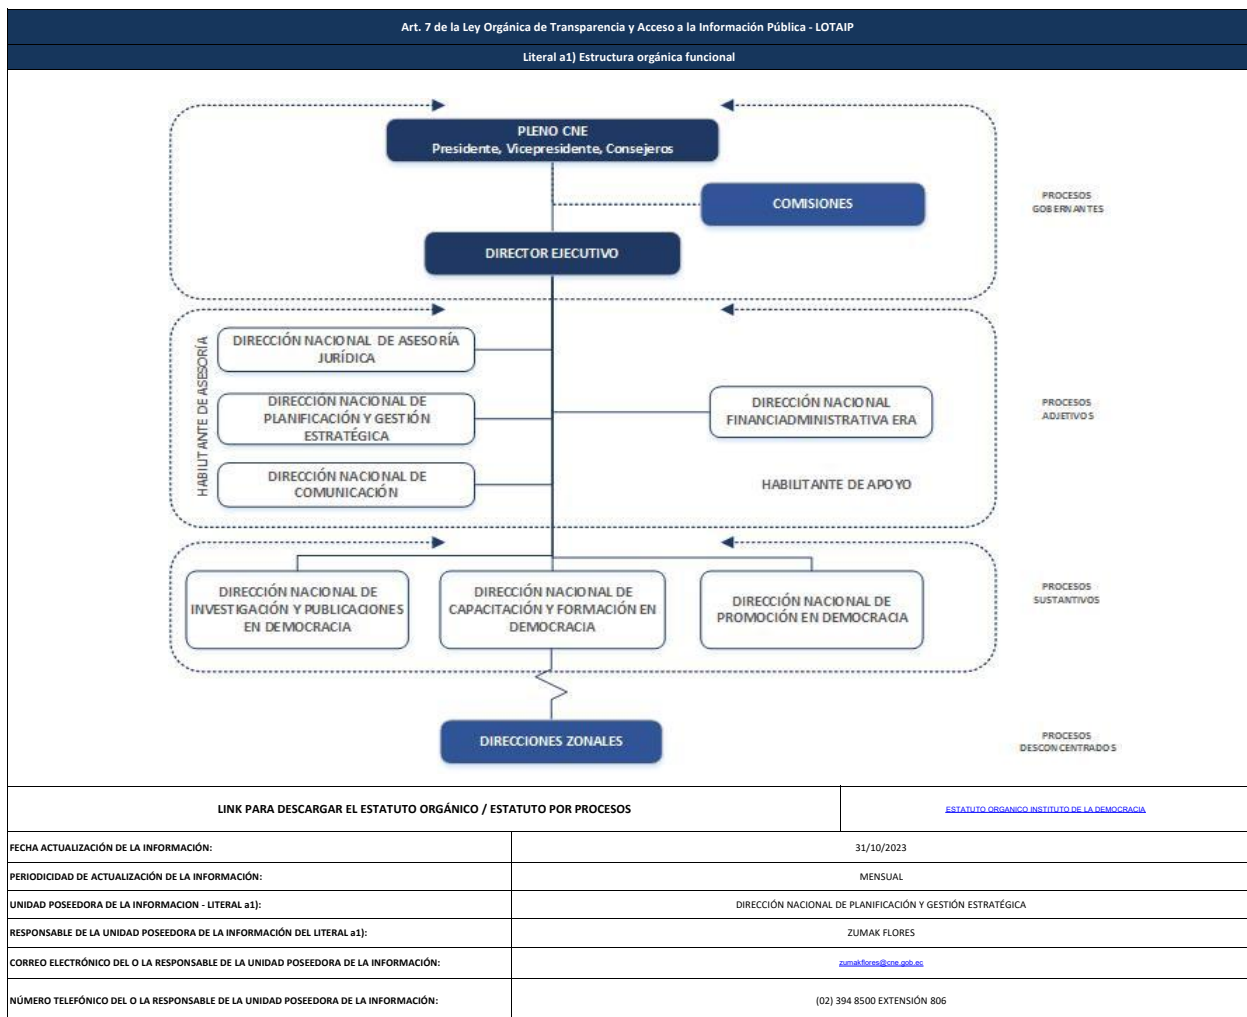 Art. 7 de la Ley Orgánica de Transparencia y Acceso a la Información Pública - LOTAIP
Literal a1) Estructura orgánica funcional
PLENO CNE
Presidente, Vicepresidente, Consejeros
COMISIONES
PROCESOS
GOBERNANTES
DIRECTOR EJECUTIVO
HABILITANTE DE ASESORÍA
DIRECCIÓN NACIONAL DE ASESORÍA
JURÍDICA
DIRECCIÓN NACIONAL DE
PLANIFICACIÓN Y GESTIÓN
ESTRATÉGICA
DIRECCIÓN NACIONAL DE
COMUNICACIÓN
DIRECCIÓN NACIONAL
FINANCIADMINISTRATIVA ERA
HABILITANTE DE APOYO
PROCESOS
ADJETIVOS
DIRECCIÓN NACIONAL DE
INVESTIGACIÓN Y PUBLICACIONES
EN DEMOCRACIA
DIRECCIÓN NACIONAL DE
CAPACITACIÓN Y FORMACIÓN EN
DEMOCRACIA
DIRECCIÓN NACIONAL DE
PROMOCIÓN EN DEMOCRACIA
PROCESOS
SUSTANTIVOS
DIRECCIONES ZONALES
PROCESOS
DESCONCENTRADOS
LINK PARA DESCARGAR EL ESTATUTO ORGÁNICO / ESTATUTO POR PROCESOS
ESTATUTO ORGANICO INSTITUTO DE LA DEMOCRACIA
FECHA ACTUALIZACIÓN DE LA INFORMACIÓN:
31/10/2023
PERIODICIDAD DE ACTUALIZACIÓN DE LA INFORMACIÓN:
MENSUAL
UNIDAD POSEEDORA DE LA INFORMACION - LITERAL a1):
DIRECCIÓN NACIONAL DE PLANIFICACIÓN Y GESTIÓN ESTRATÉGICA
RESPONSABLE DE LA UNIDAD POSEEDORA DE LA INFORMACIÓN DEL LITERAL a1):
ZUMAK FLORES
CORREO ELECTRÓNICO DEL O LA RESPONSABLE DE LA UNIDAD POSEEDORA DE LA INFORMACIÓN:
zumakflores@cne.gob.ec
NÚMERO TELEFÓNICO DEL O LA RESPONSABLE DE LA UNIDAD POSEEDORA DE LA INFORMACIÓN:
(02) 394 8500 EXTENSIÓN 806